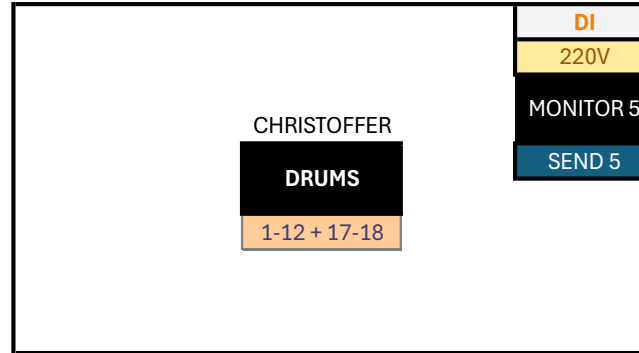 DI
220V
MONITOR 5
SEND 5
CHRISTOFFER
DRUMS
1-12 + 17-18